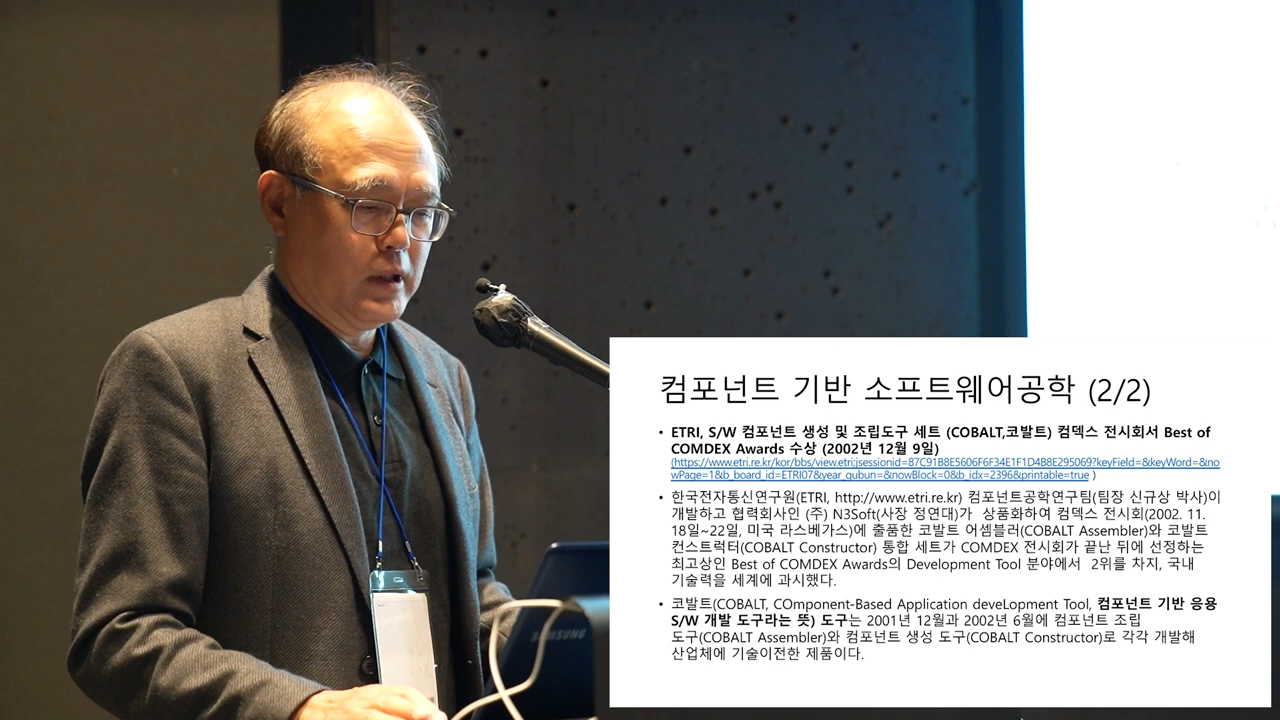 컴포넌트 기반 소프트웨어공학 (2/2)
• ETRI, S/W 컴포넌트 생성 및 조립도구 세트 (COBALT,코발트) 컴덱스 전시회서 Best of
COMDEX Awards 수상 (2002년 12월 9일)
(https://www.etri.re.kr/kor/bbs/view.etri;jsessionid=87C91B8E5606F6F34E1F1D4B8E295069?keyField=&keyWord=&no
wPage=1&b_board_id=ETRI07&year_gubun=&nowBlock=0&b_idx=2396&printable=true )
• 한국전자통신연구원(ETRI, http://www.etri.re.kr) 컴포넌트공학연구팀(팀장 신규상 박사)이
개발하고 협력회사인 (주) N3Soft(사장 정연대)가 상품화하여 컴덱스 전시회(2002. 11.
18일~22일, 미국 라스베가스)에 출품한 코발트 어셈블러(COBALT Assembler)와 코발트
컨스트럭터(COBALT Constructor) 통합 세트가 COMDEX 전시회가 끝난 뒤에 선정하는
최고상인 Best of COMDEX Awards의 Development Tool 분야에서 2위를 차지, 국내
기술력을 세계에 과시했다.
• 코발트(COBALT, COmponent-Based Application deveLopment Tool, 컴포넌트 기반 응용
S/W 개발 도구라는 뜻) 도구는 2001년 12월과 2002년 6월에 컴포넌트 조립
도구(COBALT Assembler)와 컴포넌트 생성 도구(COBALT Constructor)로 각각 개발해
산업체에 기술이전한 제품이다.
SAMSUNG